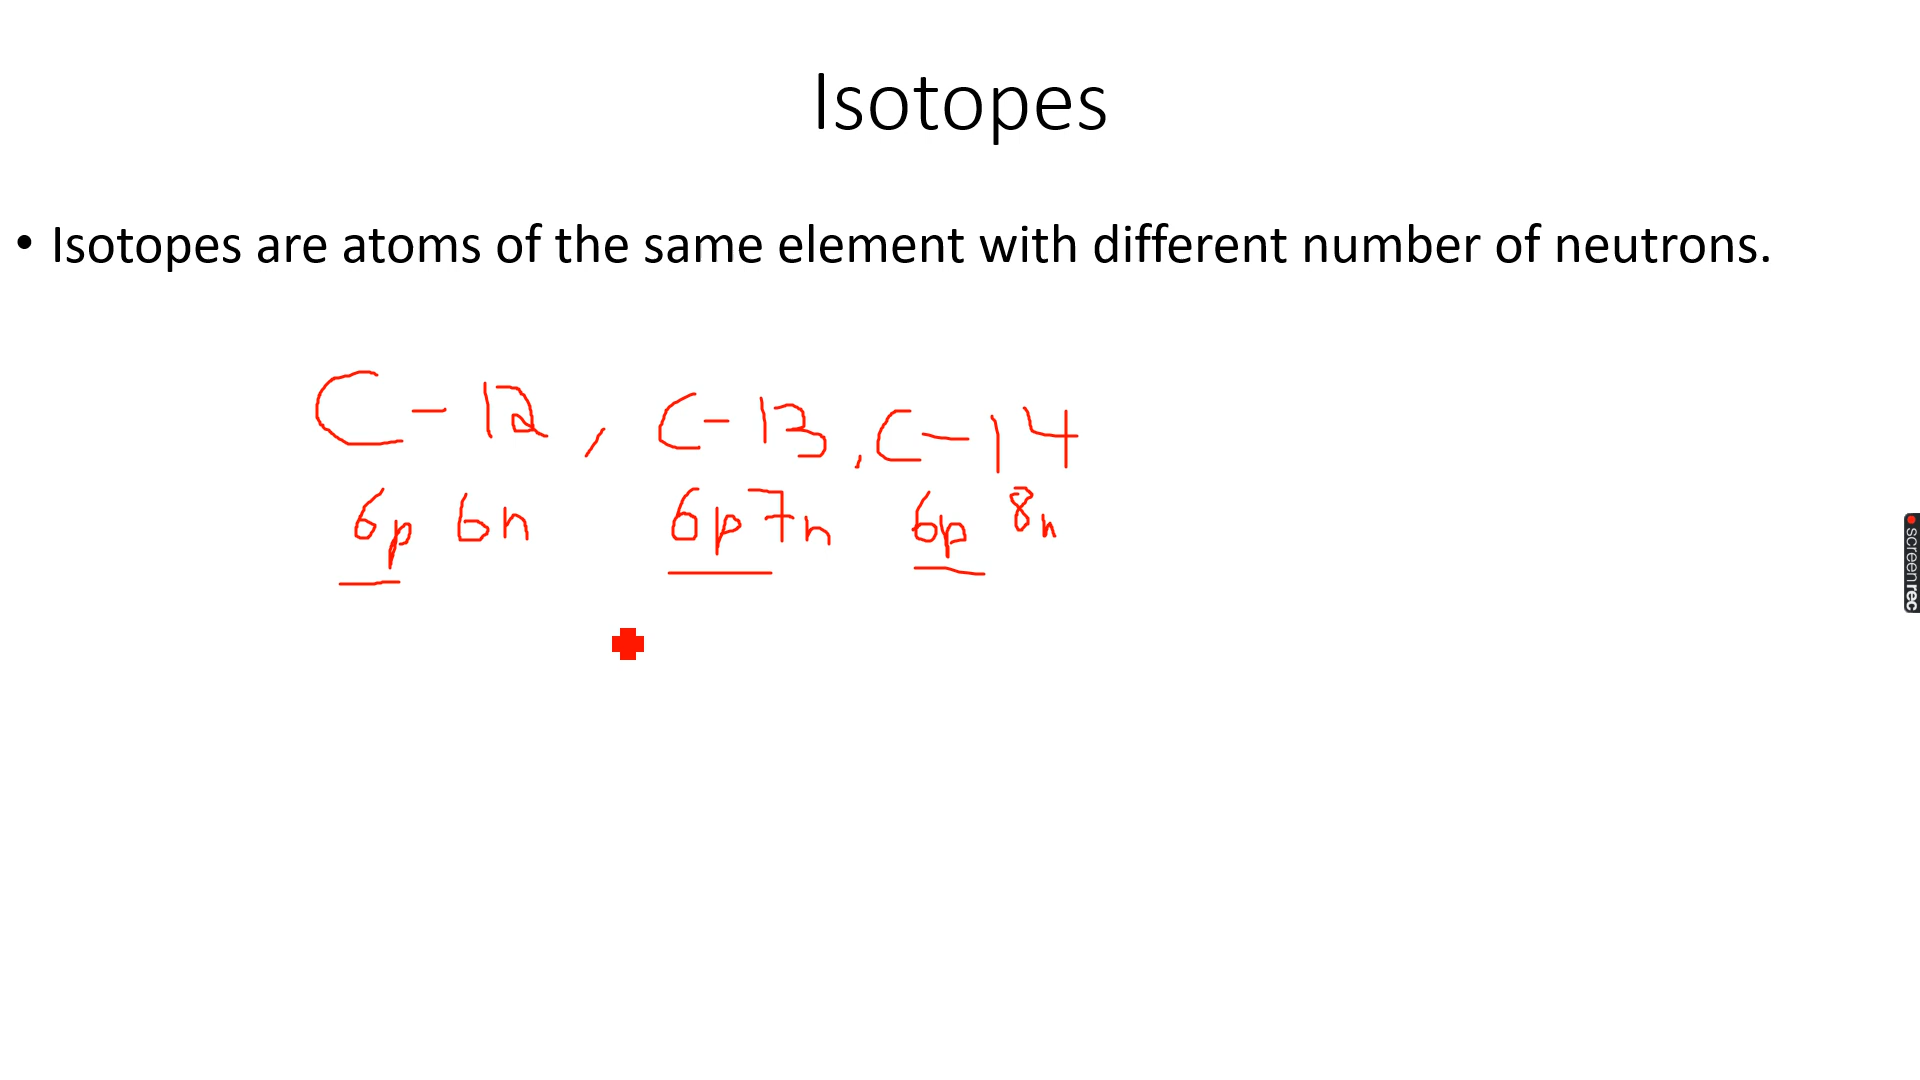 Isotopes
• Isotopes are atoms of the same element with different number of neutrons.
C-12, C-13, C-14
6p 6n 6p 7n 6p 8n
screenrec